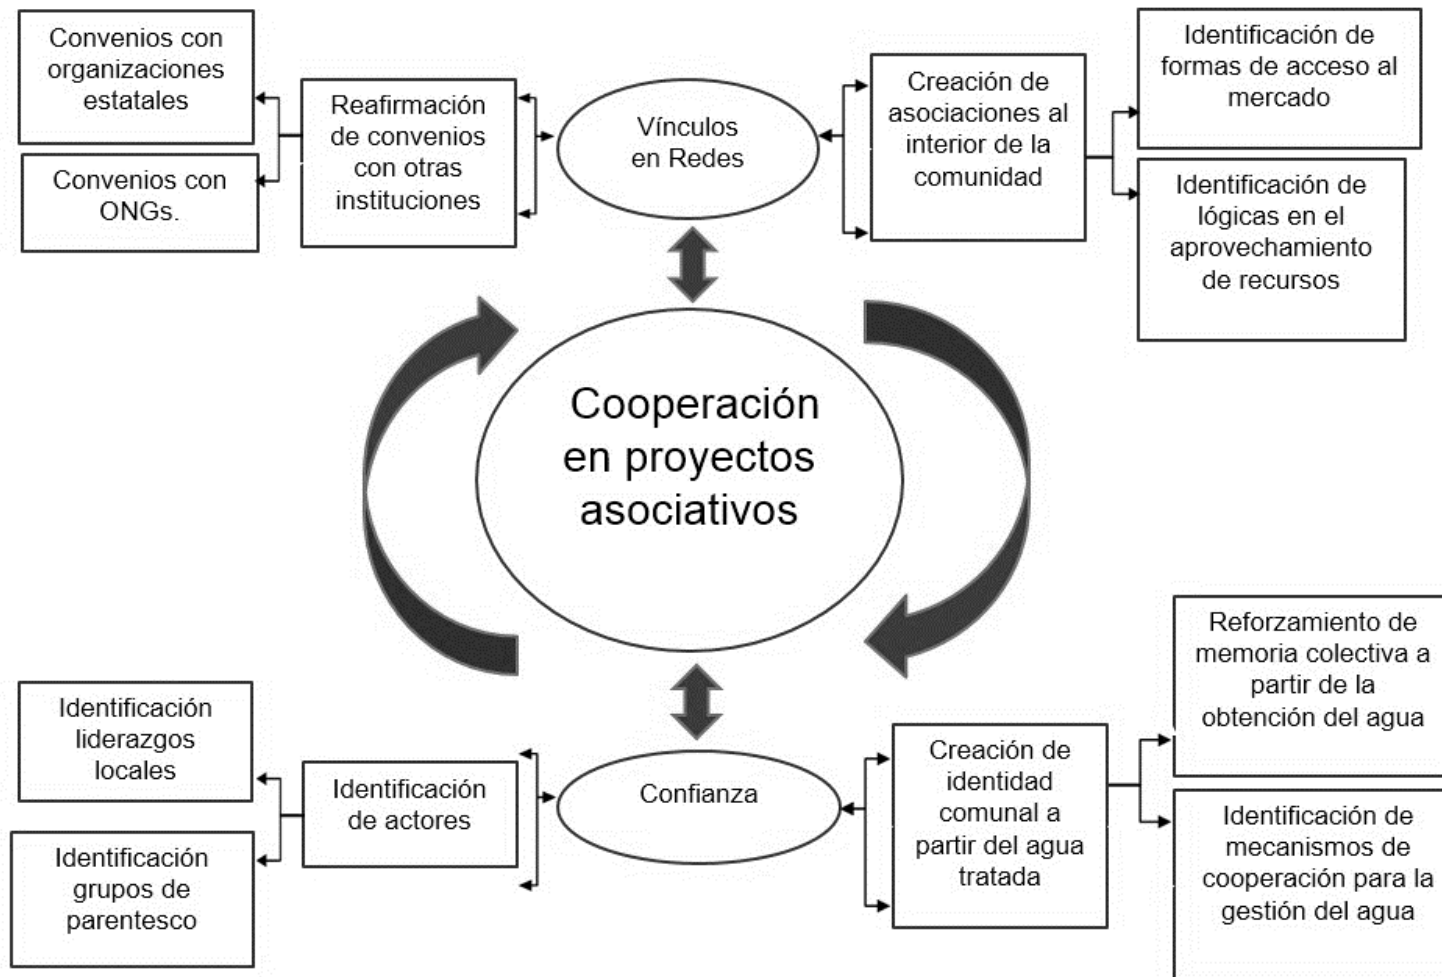 Convenios con
organizaciones
estatales
Convenios con
ONGs.
Reafirmación
de convenios
con otras
instituciones
Vínculos
en Redes
Creación de
asociaciones al
interior de la
comunidad
Identificación de
formas de acceso al
mercado
Identificación de
lógicas en el
aprovechamiento
de recursos
Cooperación
en proyectos
asociativos
Identificación
liderazgos
locales
Identificación
grupos de
parentesco
Identificación
de actores
Confianza
Creación de
identidad
comunal a
partir del agua
tratada
Reforzamiento de
memoria colectiva a
partir de la
obtención del agua
Identificación de
mecanismos de
cooperación para la
gestión del agua